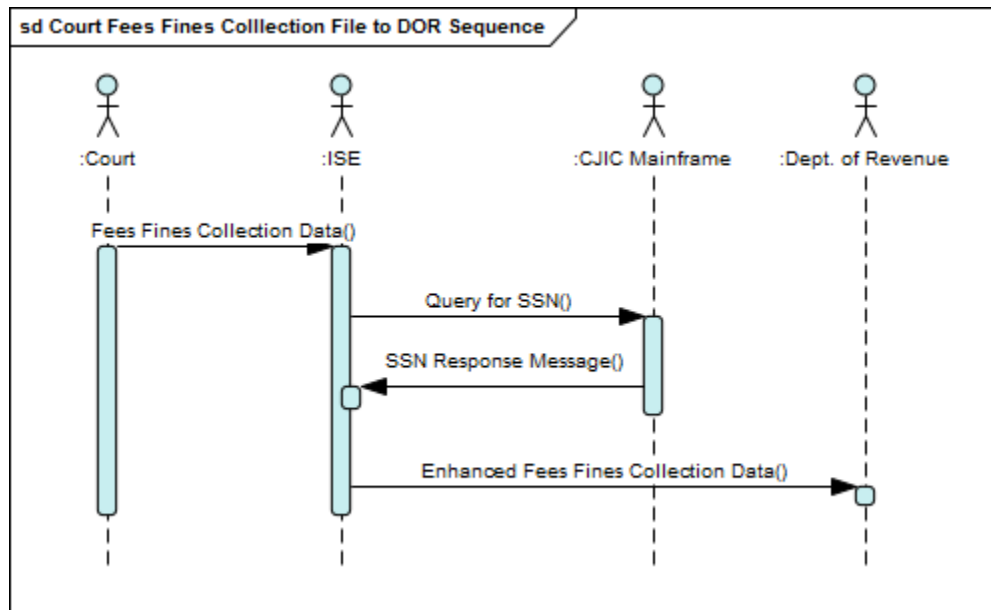 sd Court Fees Fines Colllection File to DOR Sequence
:Court
:ISE
:CJIC Mainframe
:Dept. of Revenue
Fees Fines Collection Data()
Query for SSN()
SSN Response Message()
Enhanced Fees Fines Collection Data()